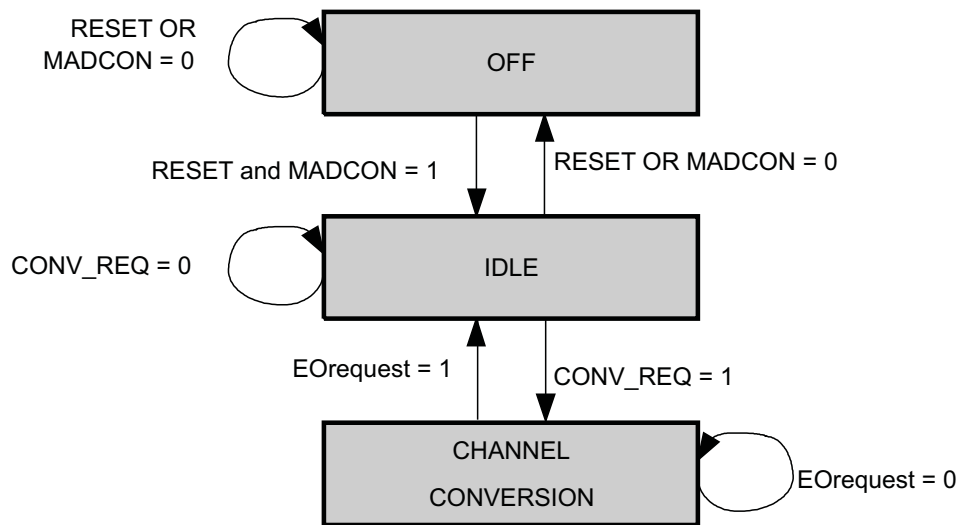 RESET OR
MADCON = 0
OFF
RESET and MADCON = 1
RESET OR MADCON = 0
CONV_REQ = 0
IDLE
EOrequest = 1
CONV_REQ = 1
CHANNEL
CONVERSION
EOrequest = 0